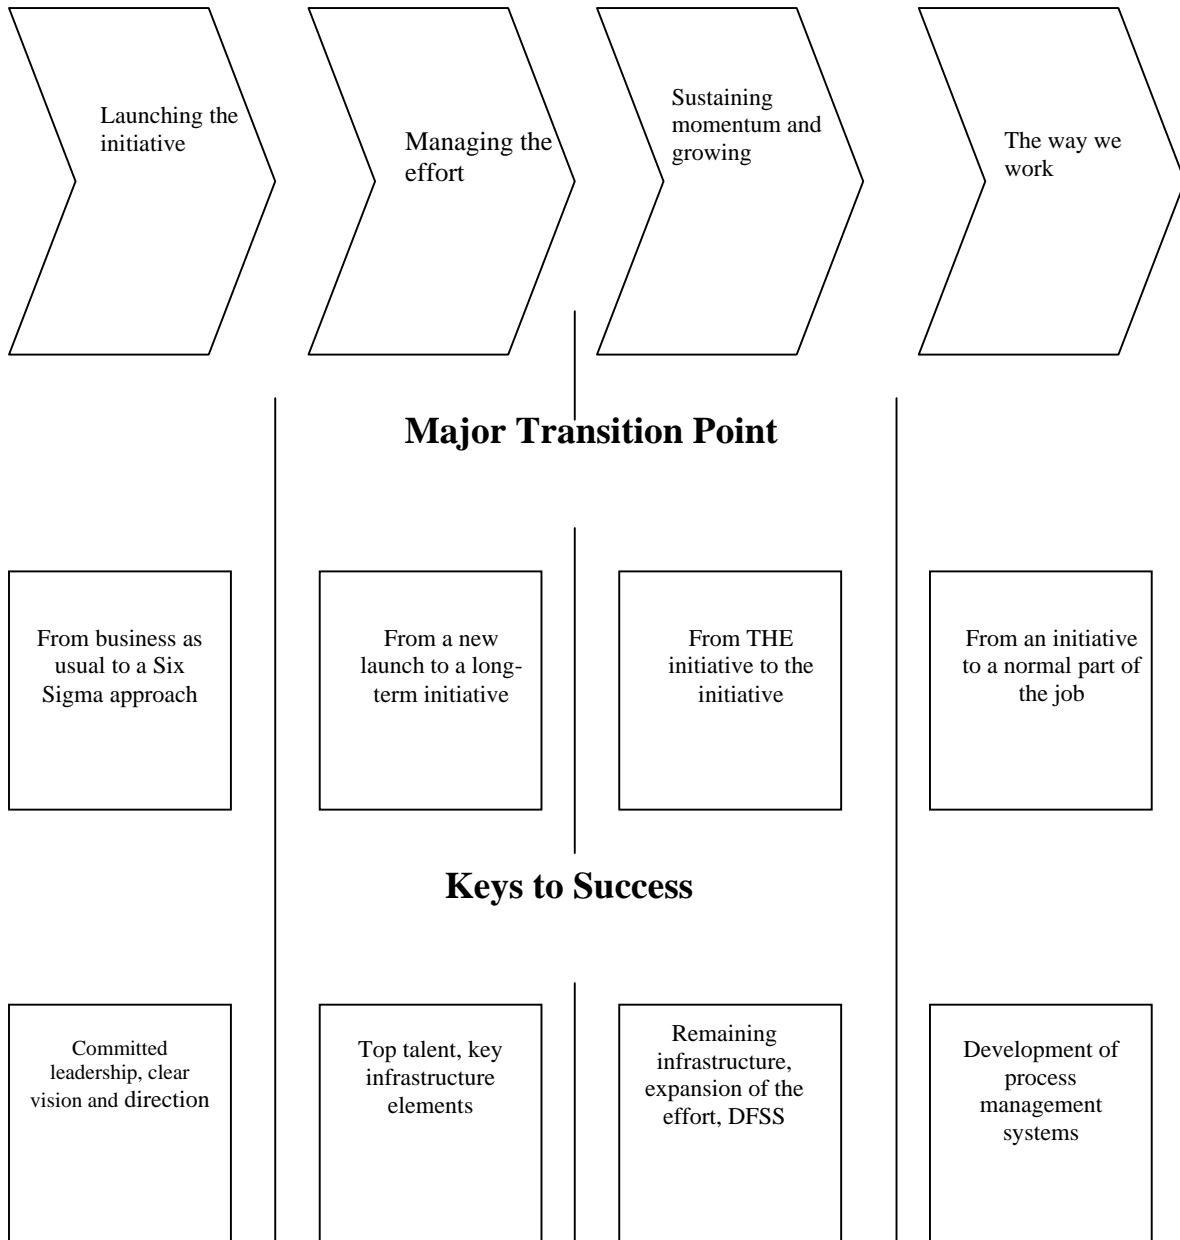 Launching the
initiative
Managing the
effort
Sustaining
momentum and
growing
The way we
work
Major Transition Point
From business as
usual to a Six
Sigma approach
From a new
launch to a long-
term initiative
From THE
initiative to the
initiative
From an initiative
to a normal part of
the job
Keys to Success
Committed
leadership, clear
vision and direction
Top talent, key
infrastructure
elements
Remaining
infrastructure,
expansion of the
effort, DFSS
Development of
process
management
systems